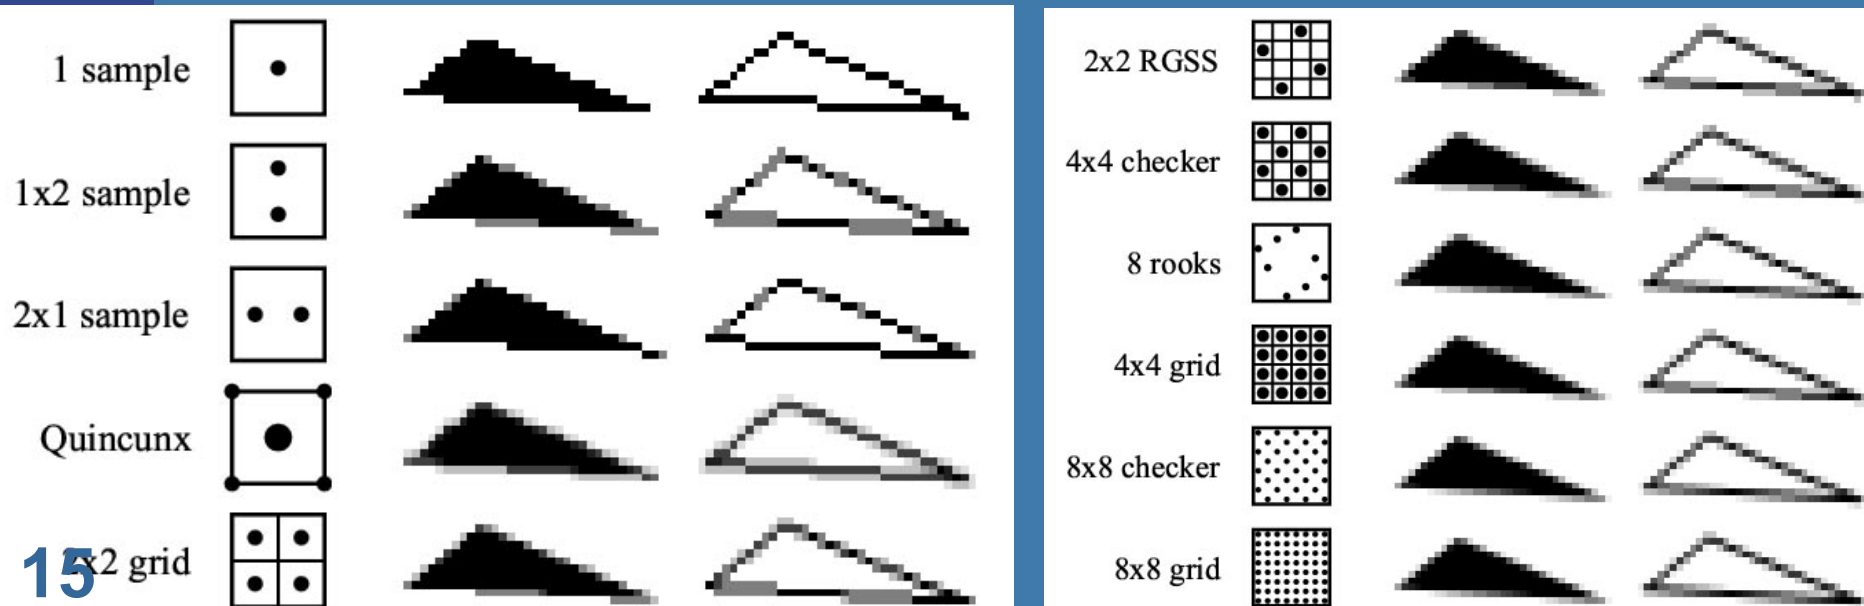 1 sample
1x2 sample
2x1 sample
Quincunx
2x2 grid
15
2x2 RGSS
4x4 checker
8 rooks
4x4 grid
8x8 checker
8x8 grid